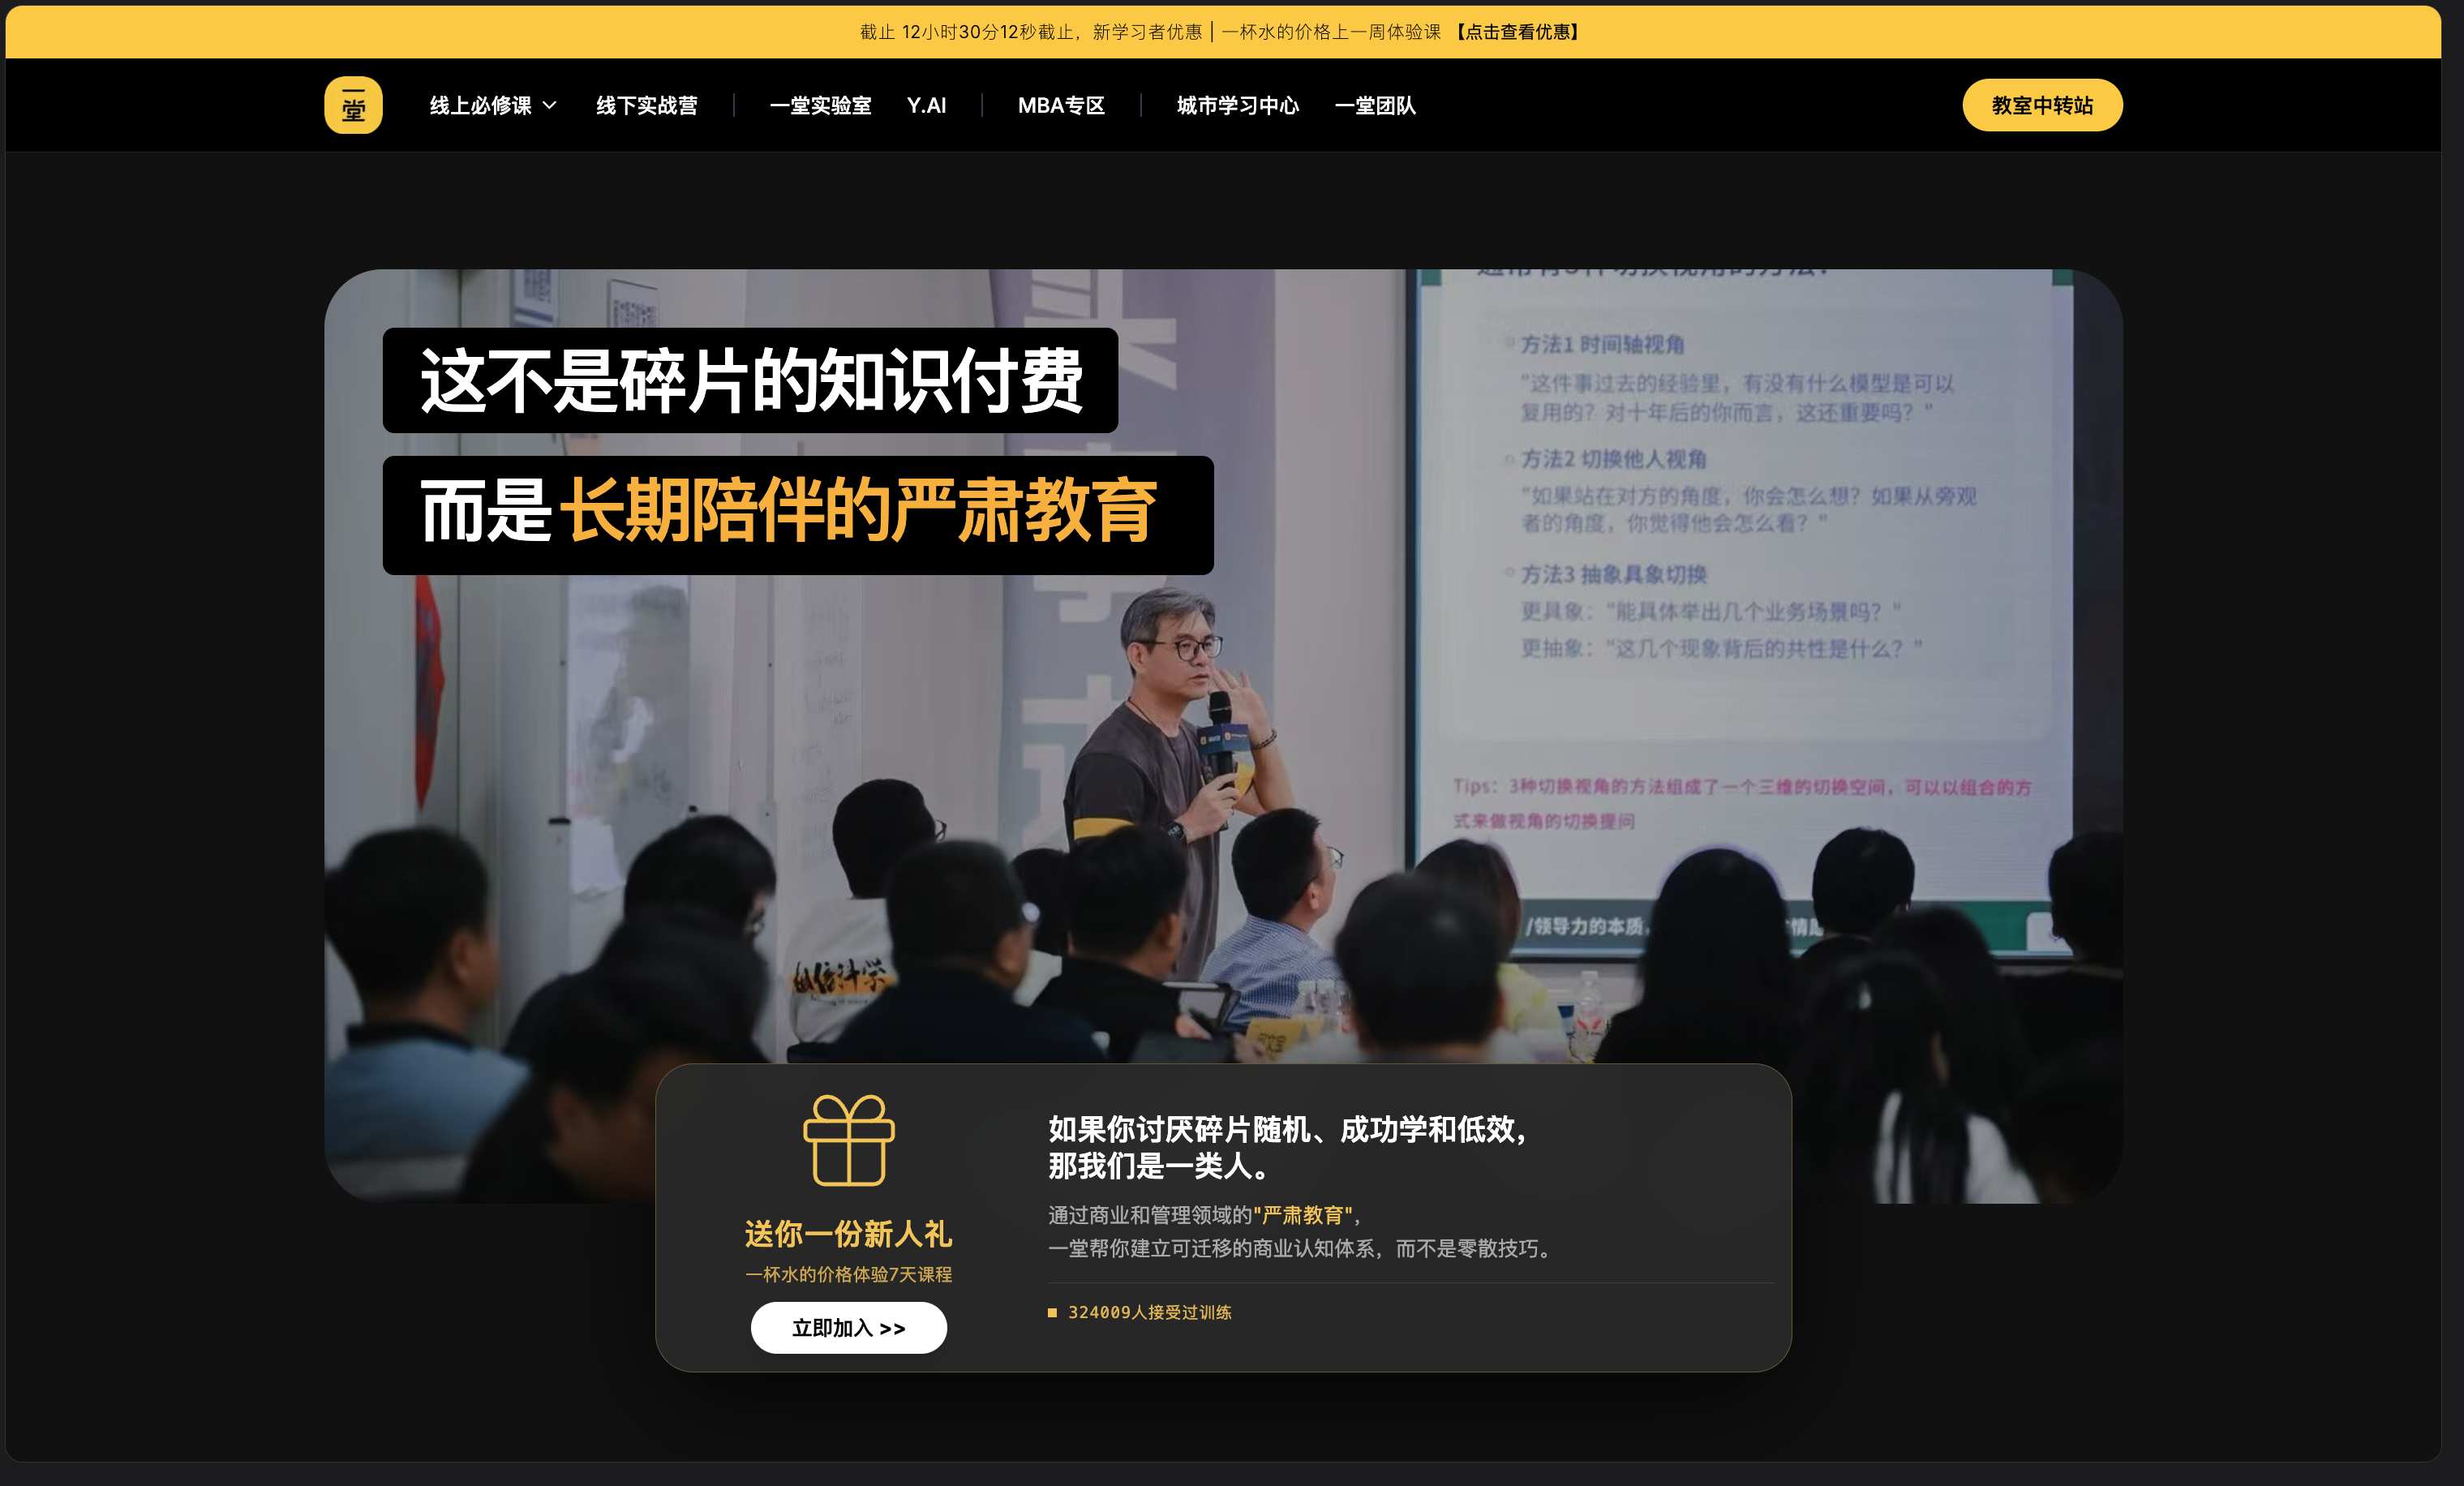 截止 12小时30分12秒截止，新学习者优惠 | 一杯水的价格上一周体验课 【点击查看优惠】
一堂
线上必修课 线下实战营 一堂实验室 Y.AI MBA专区 城市学习中心 一堂团队 教室中转站
这不是碎片的知识付费
而是长期陪伴的严肃教育
方法1 时间轴视角
"这件事过去的经验里，有没有什么模型是可以
复用的？对十年后的你而言，这还重要吗？"
方法2 切换他人视角
"如果站在对方的角度，你会怎么想？如果从旁观
者的角度，你觉得他会怎么看？"
方法3 抽象具象切换
更具象："能具体举出几个业务场景吗？"
更抽象："这几个现象背后的共性是什么？"
Tips：3种切换视角的方法组成了一个三维的切换空间，可以以组合的方
式来做视角的切换提问
/领导力的本质，
相信科学
送你一份新人礼
一杯水的价格体验7天课程
立即加入 >>
如果你讨厌碎片随机、成功学和低效，
那我们是一类人。
通过商业和管理领域的"严肃教育"，
一堂帮你建立可迁移的商业认知体系，而不是零散技巧。
324009人接受过训练